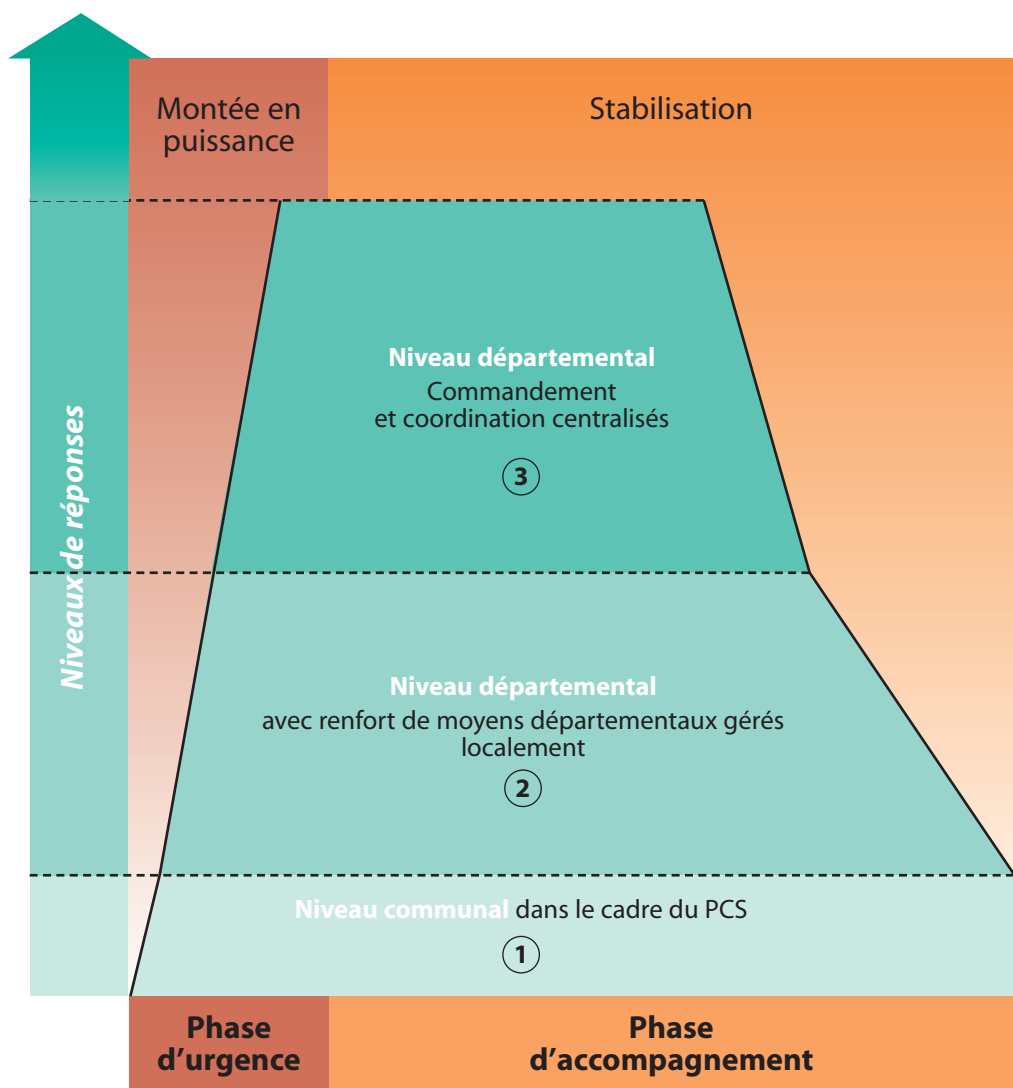 Montée en
puissance
Stabilisation
Niveaux de réponses
Niveau départemental
Commandement
et coordination centralisés
3
Niveau départemental
avec renfort de moyens départementaux gérés
localement
2
Niveau communal dans le cadre du PCS
1
Phase
d'urgence
Phase
d'accompagnement